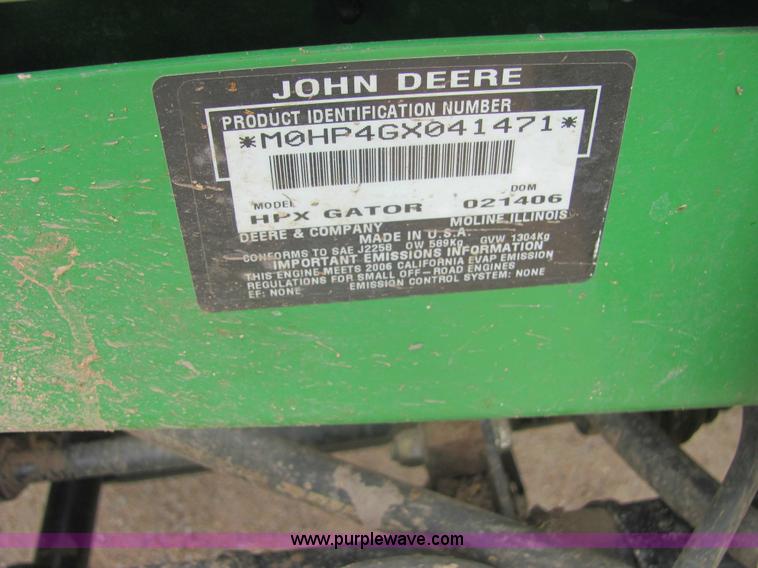 JOHN DEERE
PRODUCT IDENTIFICATION NUMBER
*M0HP4GX041471*
MODEL DOM
HPX GATOR 021406
DEERE & COMPANY MOLINE ILLINOIS
MADE IN U.S.A.
CONFORMS TO SAE J2258 OW 589Kg GVW 1304Kg
IMPORTANT EMISSIONS INFORMATION
THIS ENGINE MEETS 2006 CALIFORNIA EVAP EMISSION
REGULATIONS FOR SMALL OFF-ROAD ENGINES
EF: NONE EMISSION CONTROL SYSTEM: NONE
www.purplewave.com